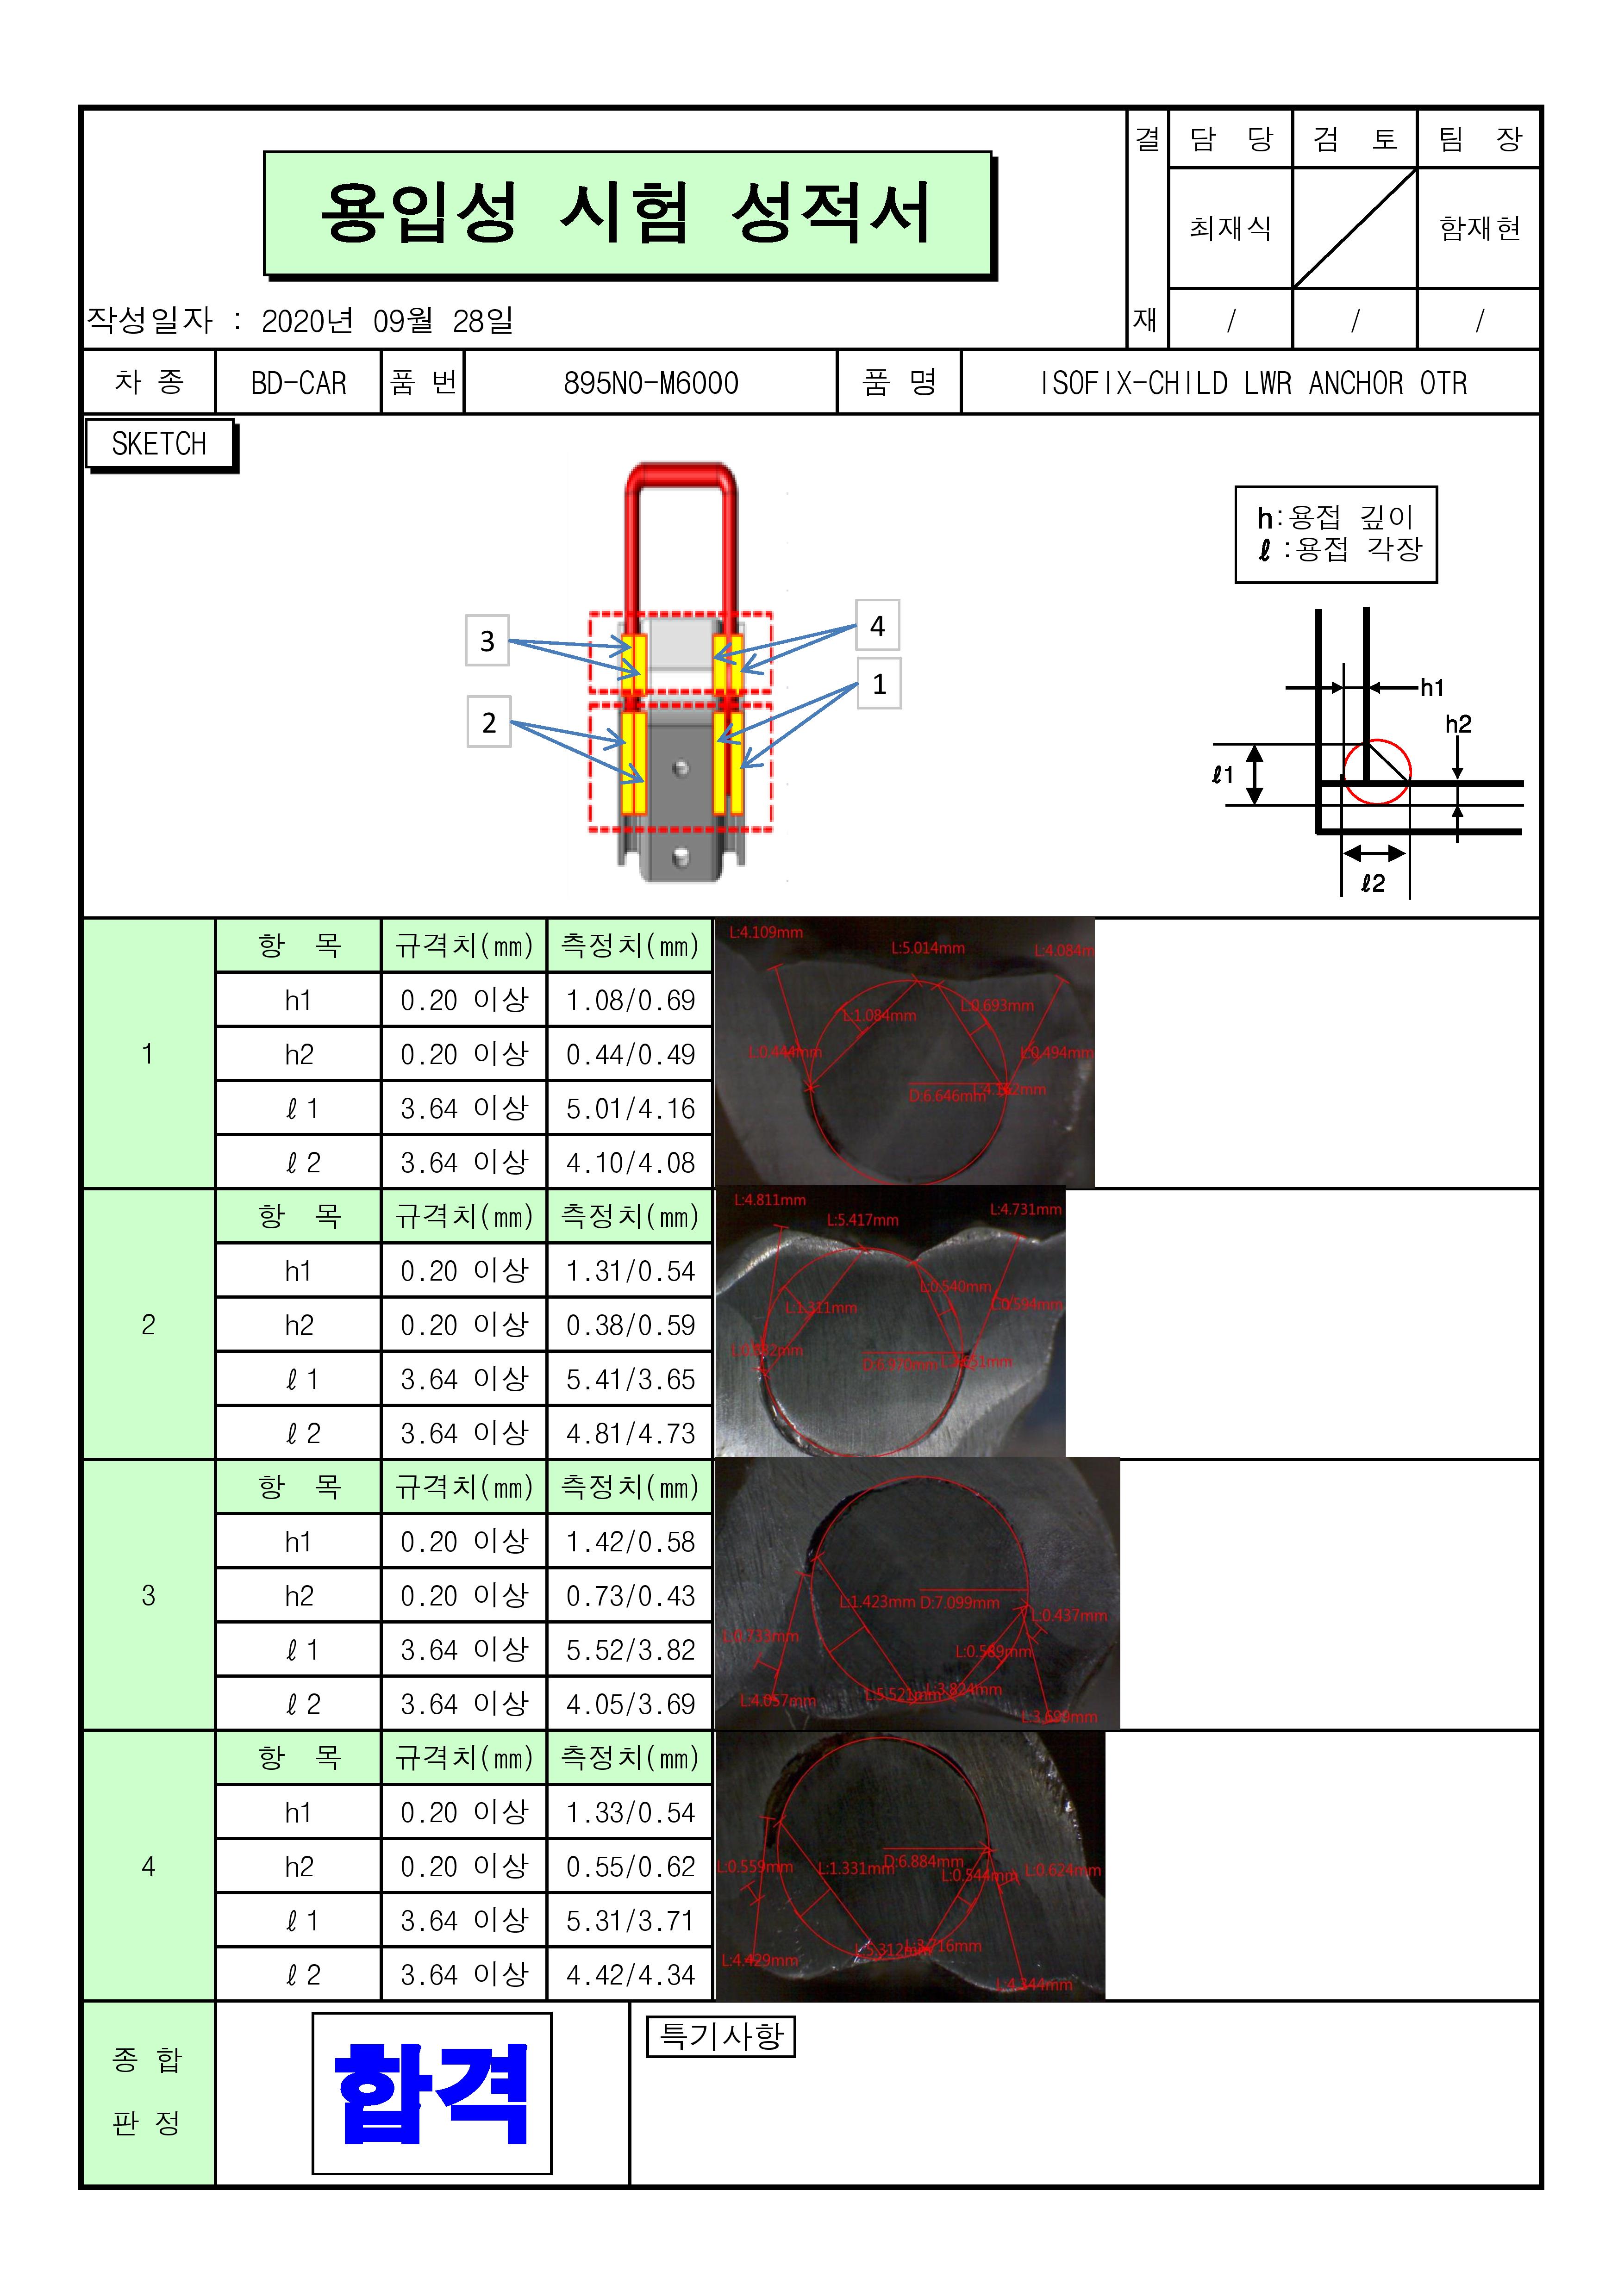 용입성 시험 성적서
결 재
담 당 검 토 팀 장
최재식 함재현
/ / /
작성일자 : 2020년 09월 28일
차 종 BD-CAR 품 번 895N0-M6000 품 명 ISOFIX-CHILD LWR ANCHOR OTR
SKETCH
h:용접 깊이
ℓ :용접 각장
3
4
1
2
h1
h2
ℓ1
ℓ2
1
항 목 규격치(㎜) 측정치(㎜)
h1 0.20 이상 1.08/0.69
h2 0.20 이상 0.44/0.49
ℓ1 3.64 이상 5.01/4.16
ℓ2 3.64 이상 4.10/4.08
L:4.109mm
L:5.014mm
L:4.084m
L:1.084mm
L:0.693mm
L:0.444mm
L:0.494mm
D:6.646mm
2
항 목 규격치(㎜) 측정치(㎜)
h1 0.20 이상 1.31/0.54
h2 0.20 이상 0.38/0.59
ℓ1 3.64 이상 5.41/3.65
ℓ2 3.64 이상 4.81/4.73
L:4.811mm
L:5.417mm
L:4.731mm
L:1.311mm
L:0.540mm
L:0.594mm
D:6.970mm
3
항 목 규격치(㎜) 측정치(㎜)
h1 0.20 이상 1.42/0.58
h2 0.20 이상 0.73/0.43
ℓ1 3.64 이상 5.52/3.82
ℓ2 3.64 이상 4.05/3.69
L:1.423mm D:7.099mm
L:0.437mm
L:0.733mm
L:0.589mm
L:4.057mm
L:5.521mm
L:3.824mm
L:3.699mm
4
항 목 규격치(㎜) 측정치(㎜)
h1 0.20 이상 1.33/0.54
h2 0.20 이상 0.55/0.62
ℓ1 3.64 이상 5.31/3.71
ℓ2 3.64 이상 4.42/4.34
L:0.559mm
L:1.331mm
D:6.884mm
L:0.544mm
L:0.624mm
L:5.312mm
L:3.716mm
L:4.429mm
L:4.344mm
종 합
판 정
합격
특기사항